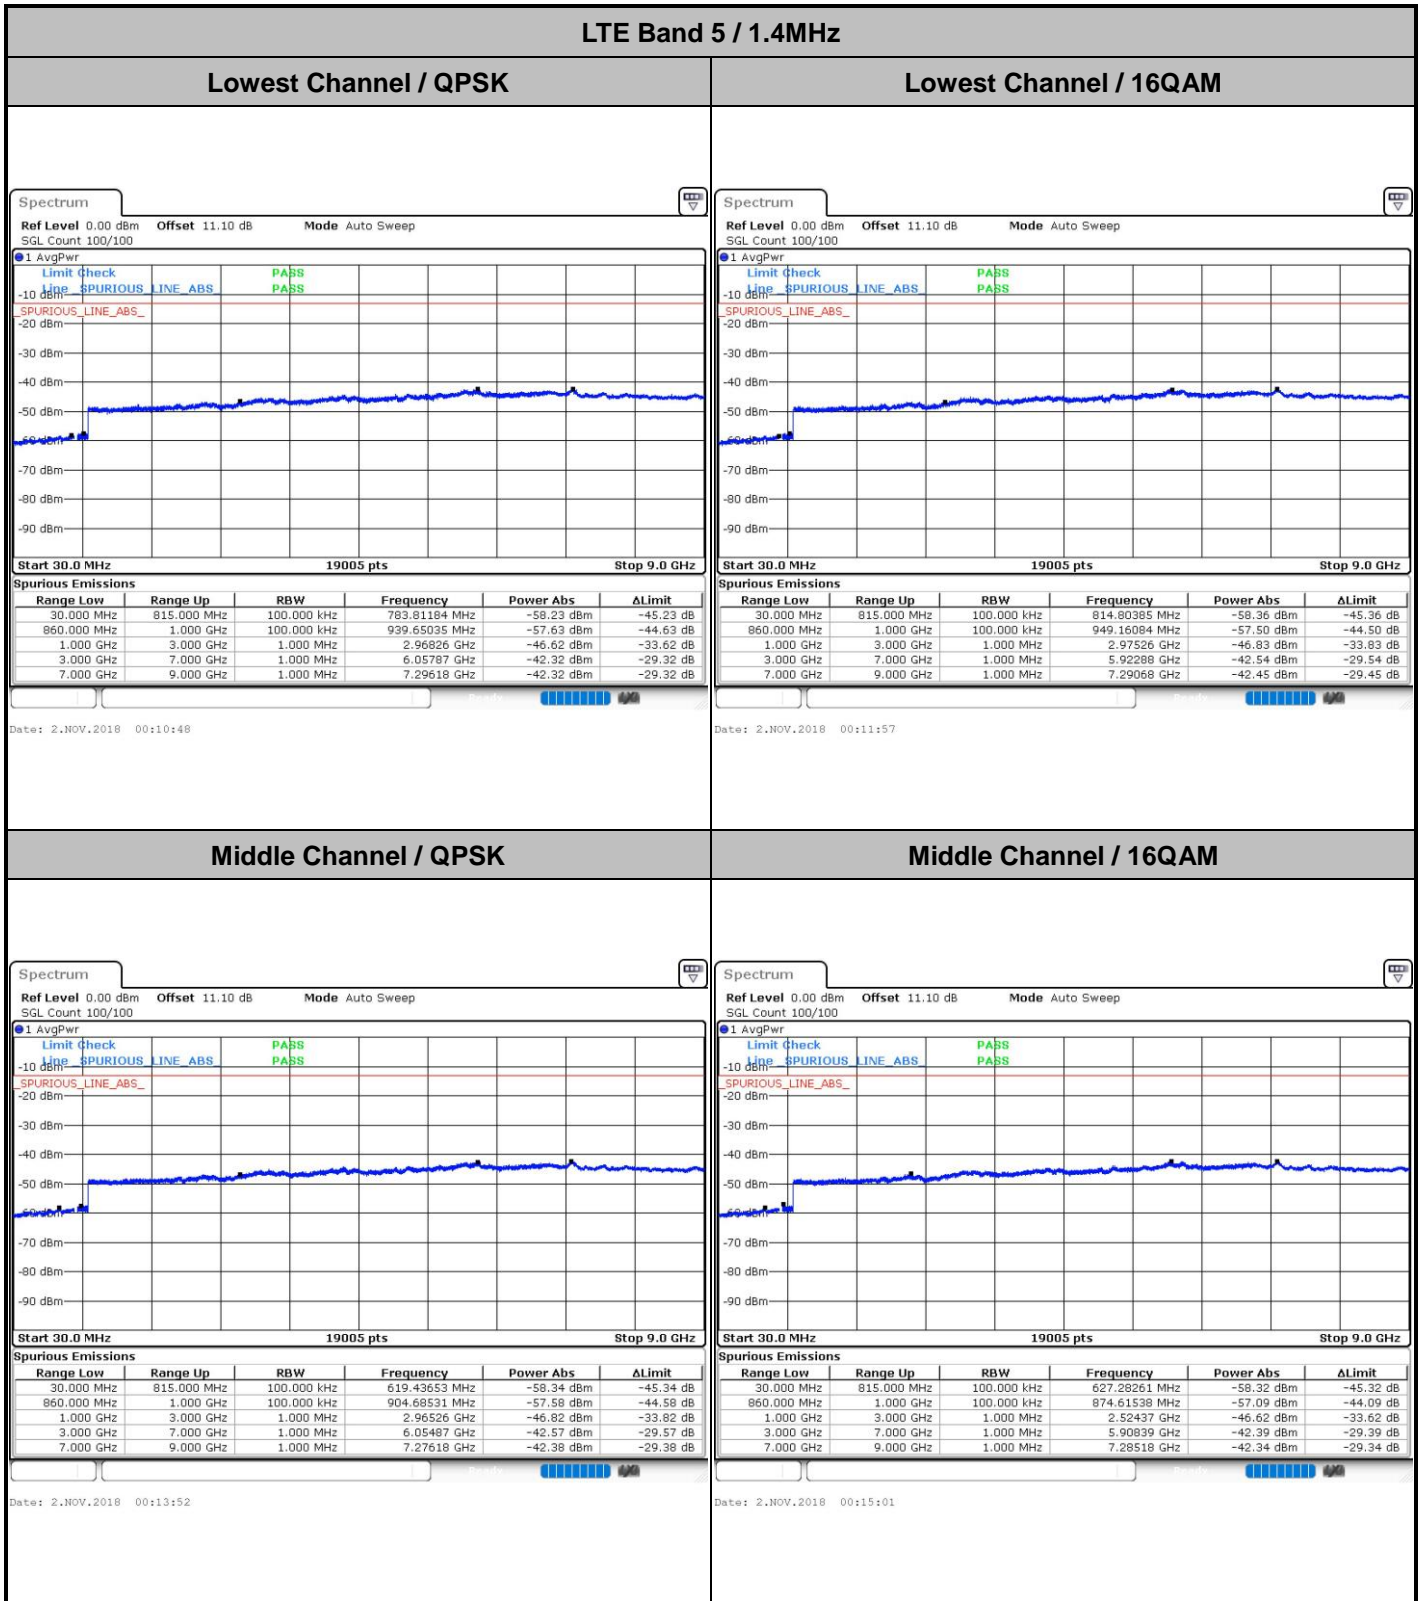 LTE Band 5 / 1.4MHz
Lowest Channel / QPSK
Lowest Channel / 16QAM
Spectrum
Ref Level 0.00 dBm Offset 11.10 dB Mode Auto Sweep
SGL Count 100/100
1 AvgPwr
Limit Check PASS
Line _SPURIOUS_LINE_ABS_ PASS
-10 dBm
_SPURIOUS_LINE_ABS_
-20 dBm
-30 dBm
-40 dBm
-50 dBm
-60 dBm
-70 dBm
-80 dBm
-90 dBm
Start 30.0 MHz 19005 pts Stop 9.0 GHz
Spurious Emissions
Range Low Range Up RBW Frequency Power Abs ΔLimit
30.000 MHz 815.000 MHz 100.000 kHz 783.81184 MHz -58.23 dBm -45.23 dB
860.000 MHz 1.000 GHz 100.000 kHz 939.65035 MHz -57.63 dBm -44.63 dB
1.000 GHz 3.000 GHz 1.000 MHz 2.96826 GHz -46.62 dBm -33.62 dB
3.000 GHz 7.000 GHz 1.000 MHz 6.05787 GHz -42.32 dBm -29.32 dB
7.000 GHz 9.000 GHz 1.000 MHz 7.29618 GHz -42.32 dBm -29.32 dB
Date: 2.NOV.2018 00:10:48
Spectrum
Ref Level 0.00 dBm Offset 11.10 dB Mode Auto Sweep
SGL Count 100/100
1 AvgPwr
Limit Check PASS
Line _SPURIOUS_LINE_ABS_ PASS
-10 dBm
_SPURIOUS_LINE_ABS_
-20 dBm
-30 dBm
-40 dBm
-50 dBm
-60 dBm
-70 dBm
-80 dBm
-90 dBm
Start 30.0 MHz 19005 pts Stop 9.0 GHz
Spurious Emissions
Range Low Range Up RBW Frequency Power Abs ΔLimit
30.000 MHz 815.000 MHz 100.000 kHz 814.80385 MHz -58.36 dBm -45.36 dB
860.000 MHz 1.000 GHz 100.000 kHz 949.16084 MHz -57.50 dBm -44.50 dB
1.000 GHz 3.000 GHz 1.000 MHz 2.97526 GHz -46.83 dBm -33.83 dB
3.000 GHz 7.000 GHz 1.000 MHz 5.92288 GHz -42.54 dBm -29.54 dB
7.000 GHz 9.000 GHz 1.000 MHz 7.29068 GHz -42.45 dBm -29.45 dB
Date: 2.NOV.2018 00:11:57
Middle Channel / QPSK
Middle Channel / 16QAM
Spectrum
Ref Level 0.00 dBm Offset 11.10 dB Mode Auto Sweep
SGL Count 100/100
1 AvgPwr
Limit Check PASS
Line _SPURIOUS_LINE_ABS_ PASS
-10 dBm
_SPURIOUS_LINE_ABS_
-20 dBm
-30 dBm
-40 dBm
-50 dBm
-60 dBm
-70 dBm
-80 dBm
-90 dBm
Start 30.0 MHz 19005 pts Stop 9.0 GHz
Spurious Emissions
Range Low Range Up RBW Frequency Power Abs ΔLimit
30.000 MHz 815.000 MHz 100.000 kHz 619.43653 MHz -58.34 dBm -45.34 dB
860.000 MHz 1.000 GHz 100.000 kHz 904.68531 MHz -57.58 dBm -44.58 dB
1.000 GHz 3.000 GHz 1.000 MHz 2.96526 GHz -46.82 dBm -33.82 dB
3.000 GHz 7.000 GHz 1.000 MHz 6.05487 GHz -42.57 dBm -29.57 dB
7.000 GHz 9.000 GHz 1.000 MHz 7.27618 GHz -42.38 dBm -29.38 dB
Date: 2.NOV.2018 00:13:52
Spectrum
Ref Level 0.00 dBm Offset 11.10 dB Mode Auto Sweep
SGL Count 100/100
1 AvgPwr
Limit Check PASS
Line _SPURIOUS_LINE_ABS_ PASS
-10 dBm
_SPURIOUS_LINE_ABS_
-20 dBm
-30 dBm
-40 dBm
-50 dBm
-60 dBm
-70 dBm
-80 dBm
-90 dBm
Start 30.0 MHz 19005 pts Stop 9.0 GHz
Spurious Emissions
Range Low Range Up RBW Frequency Power Abs ΔLimit
30.000 MHz 815.000 MHz 100.000 kHz 627.28261 MHz -58.32 dBm -45.32 dB
860.000 MHz 1.000 GHz 100.000 kHz 874.61538 MHz -57.09 dBm -44.09 dB
1.000 GHz 3.000 GHz 1.000 MHz 2.52437 GHz -46.62 dBm -33.62 dB
3.000 GHz 7.000 GHz 1.000 MHz 5.90839 GHz -42.39 dBm -29.39 dB
7.000 GHz 9.000 GHz 1.000 MHz 7.28518 GHz -42.34 dBm -29.34 dB
Date: 2.NOV.2018 00:15:01